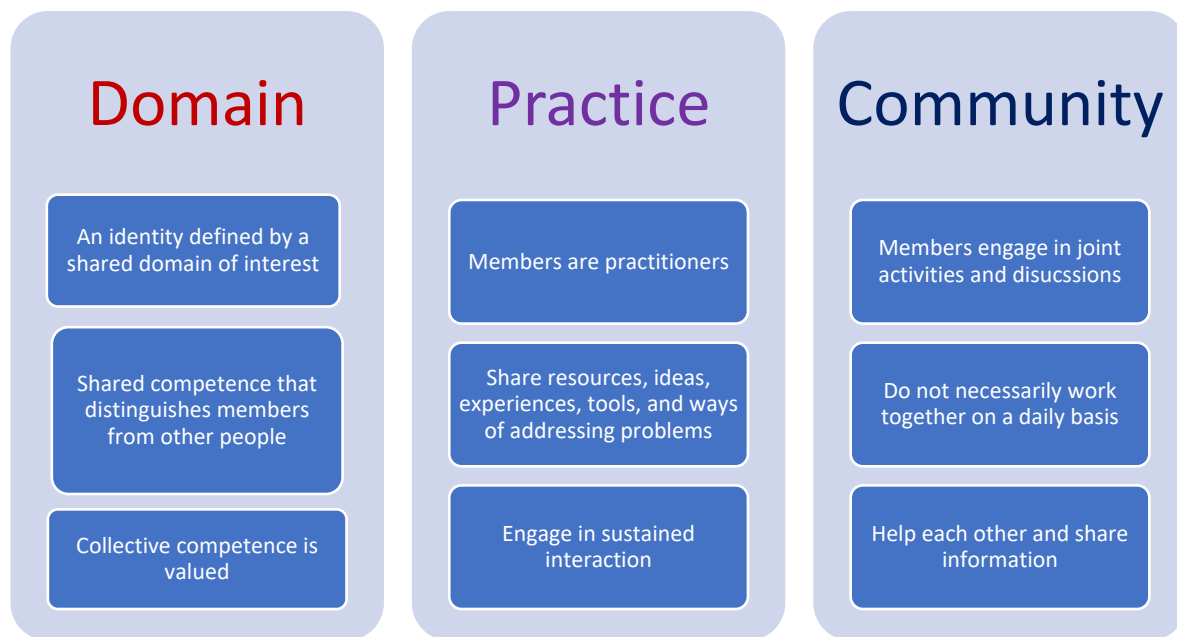 Domain
An identity defined by a
shared domain of interest
Shared competence that
distinguishes members
from other people
Collective competence is
valued
Practice
Members are practitioners
Share resources, ideas,
experiences, tools, and ways
of addressing problems
Engage in sustained
interaction
Community
Members engage in joint
activities and disucssions
Do not necessarily work
together on a daily basis
Help each other and share
information